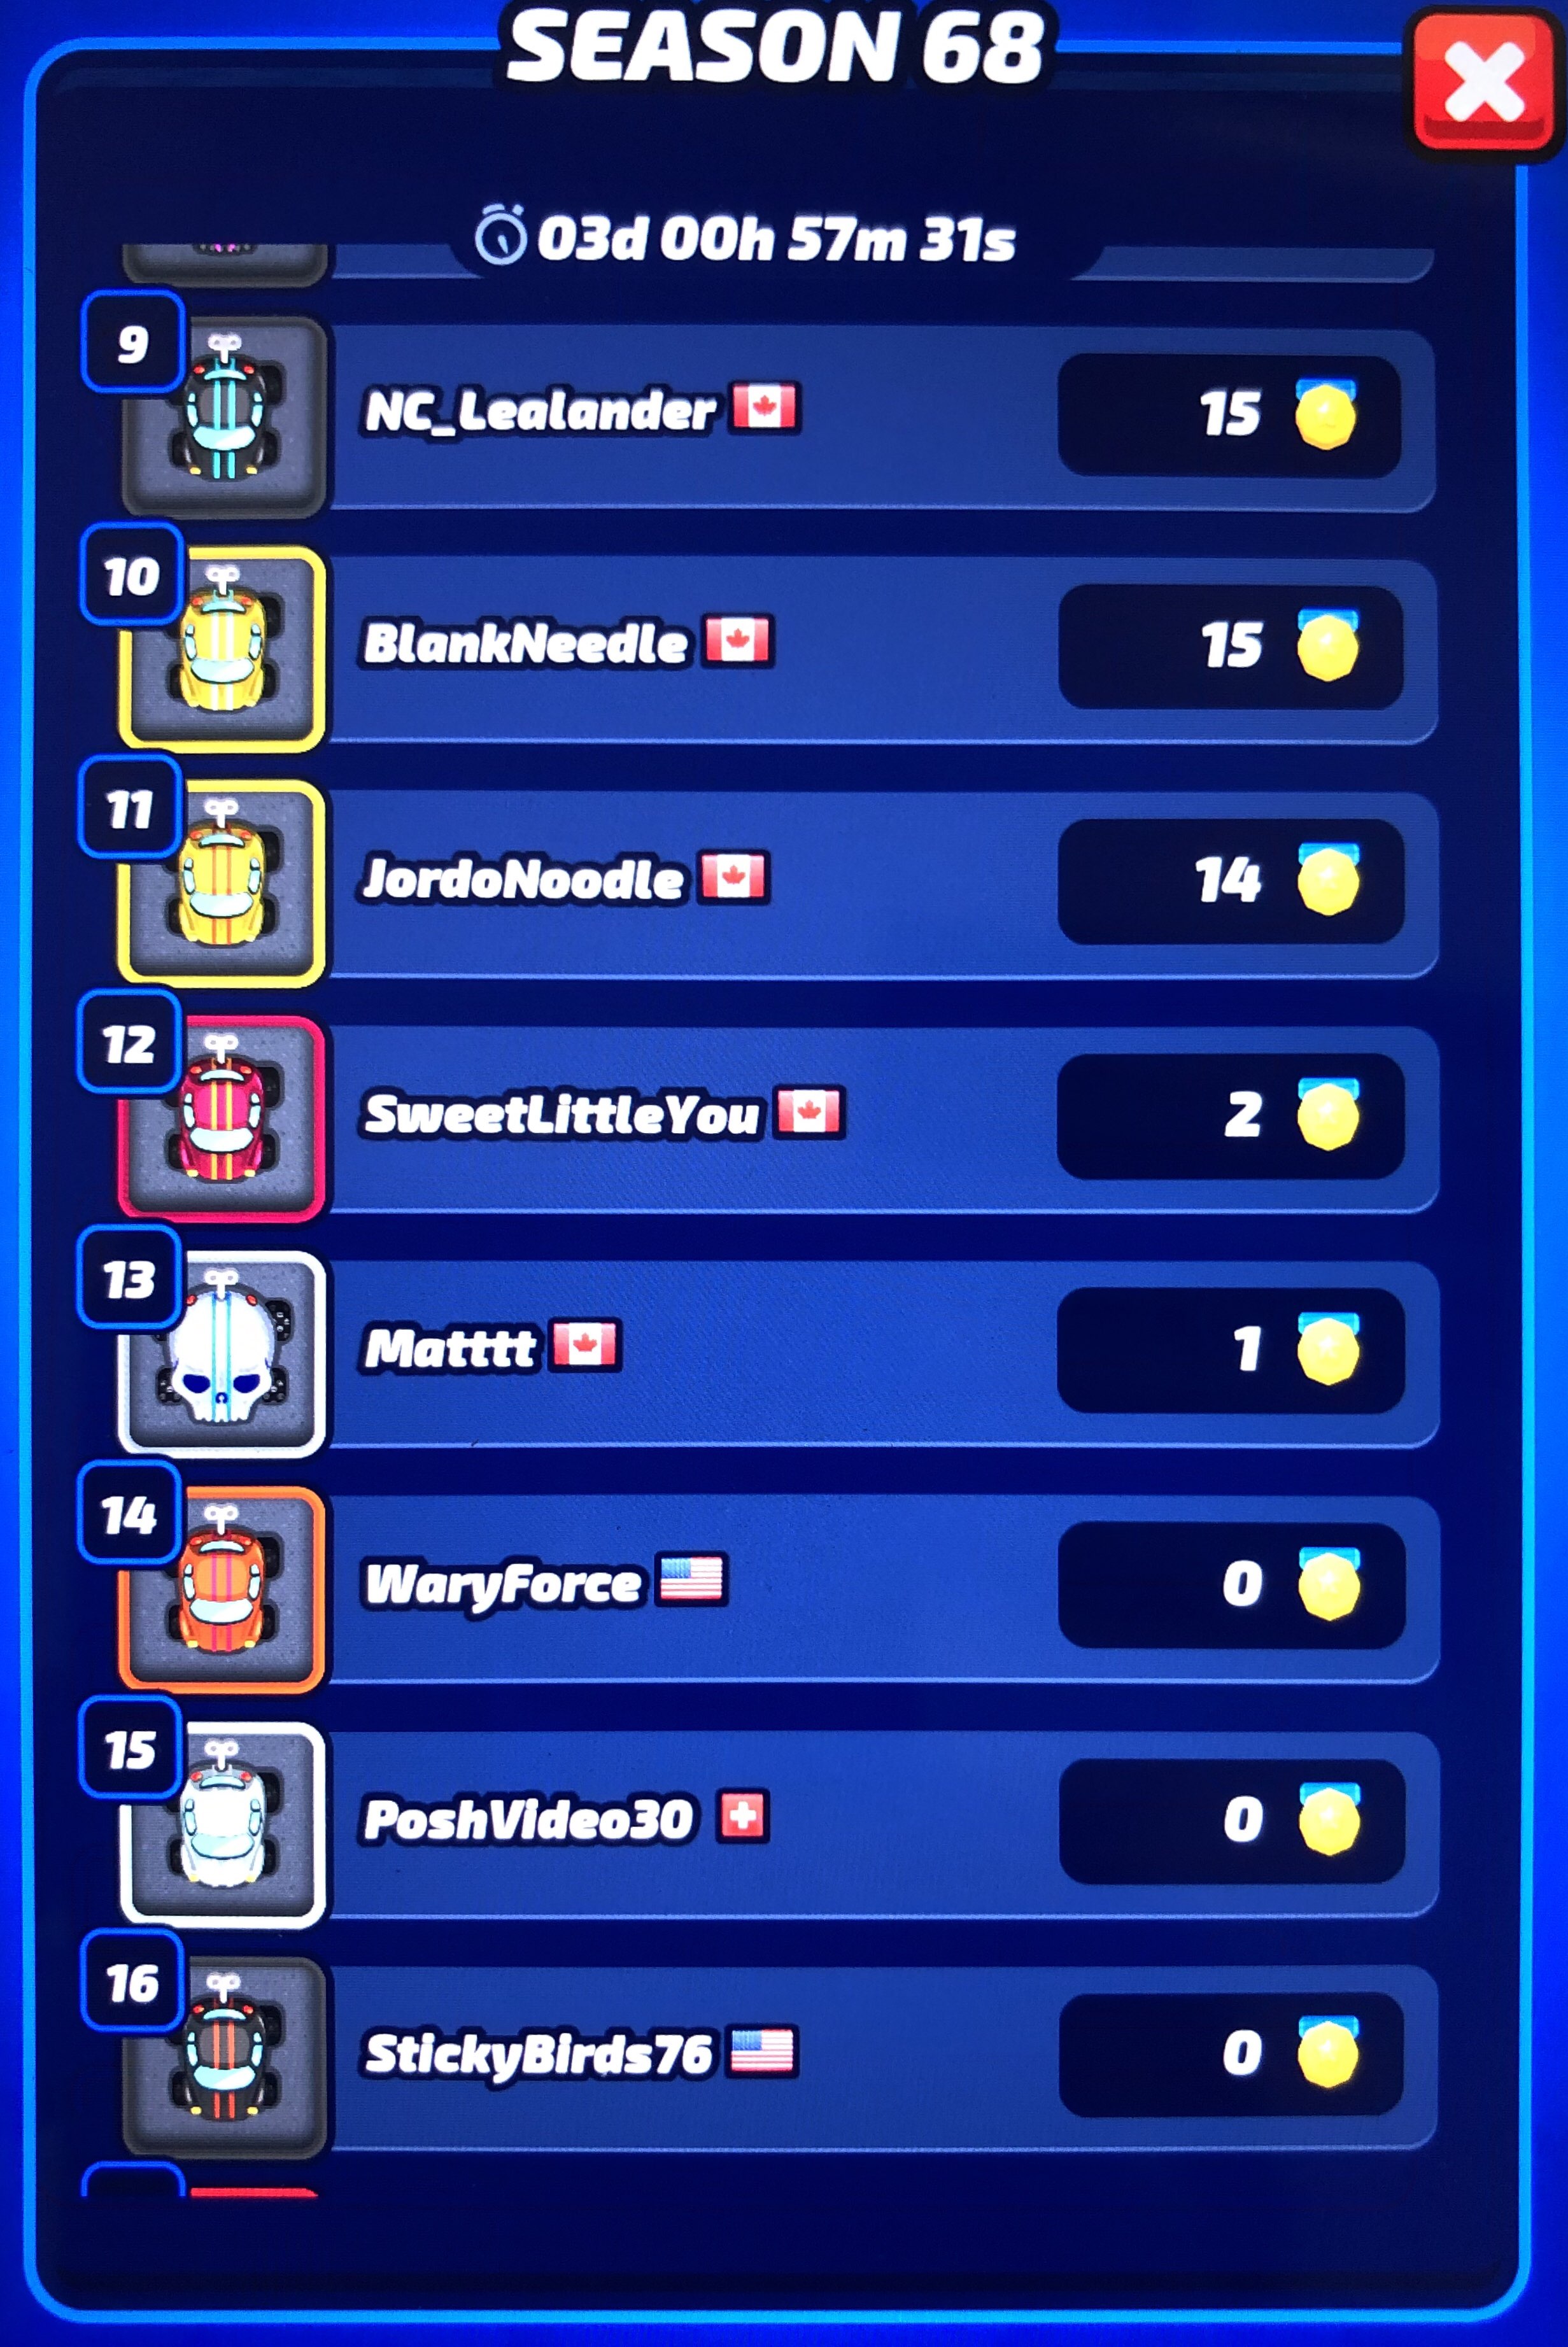 SEASON 68
03d 00h 57m 31s
9 NC_Lealander 15
10 BlankNeedle 15
11 JordoNoodle 14
12 SweetLittleYou 2
13 Matttt 1
14 WaryForce 0
15 PoshVideo30 0
16 StickyBirds76 0